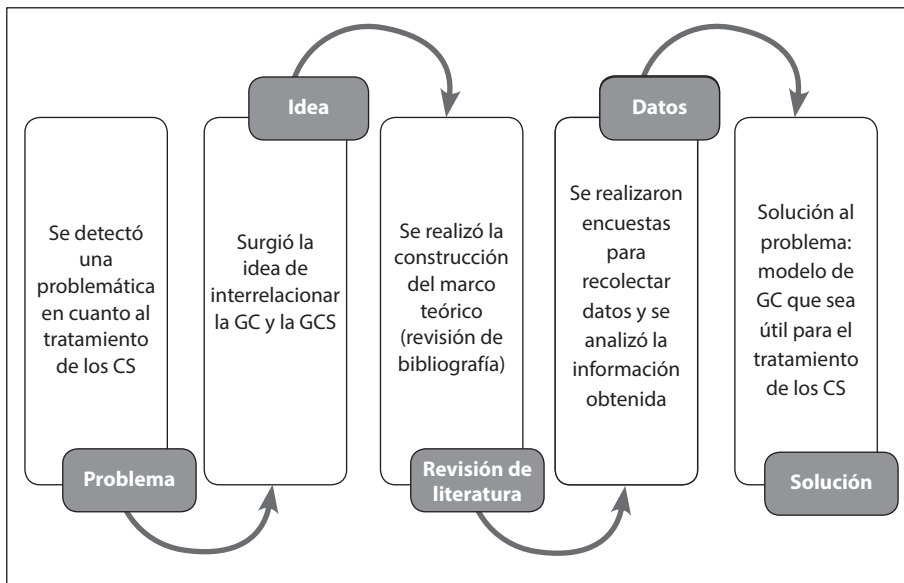 Se detectó
una
problemática
en cuanto al
tratamiento
de los CS
Problema
Idea
Surgió la
idea de
interrelacionar
la GC y la GCS
Se realizó la
construcción
del marco
teórico
(revisión de
bibliografía)
Revisión de
literatura
Datos
Se realizaron
encuestas
para
recolectar
datos y se
analizó la
información
obtenida
Solución al
problema:
modelo de
GC que sea
útil para el
tratamiento
de los CS
Solución